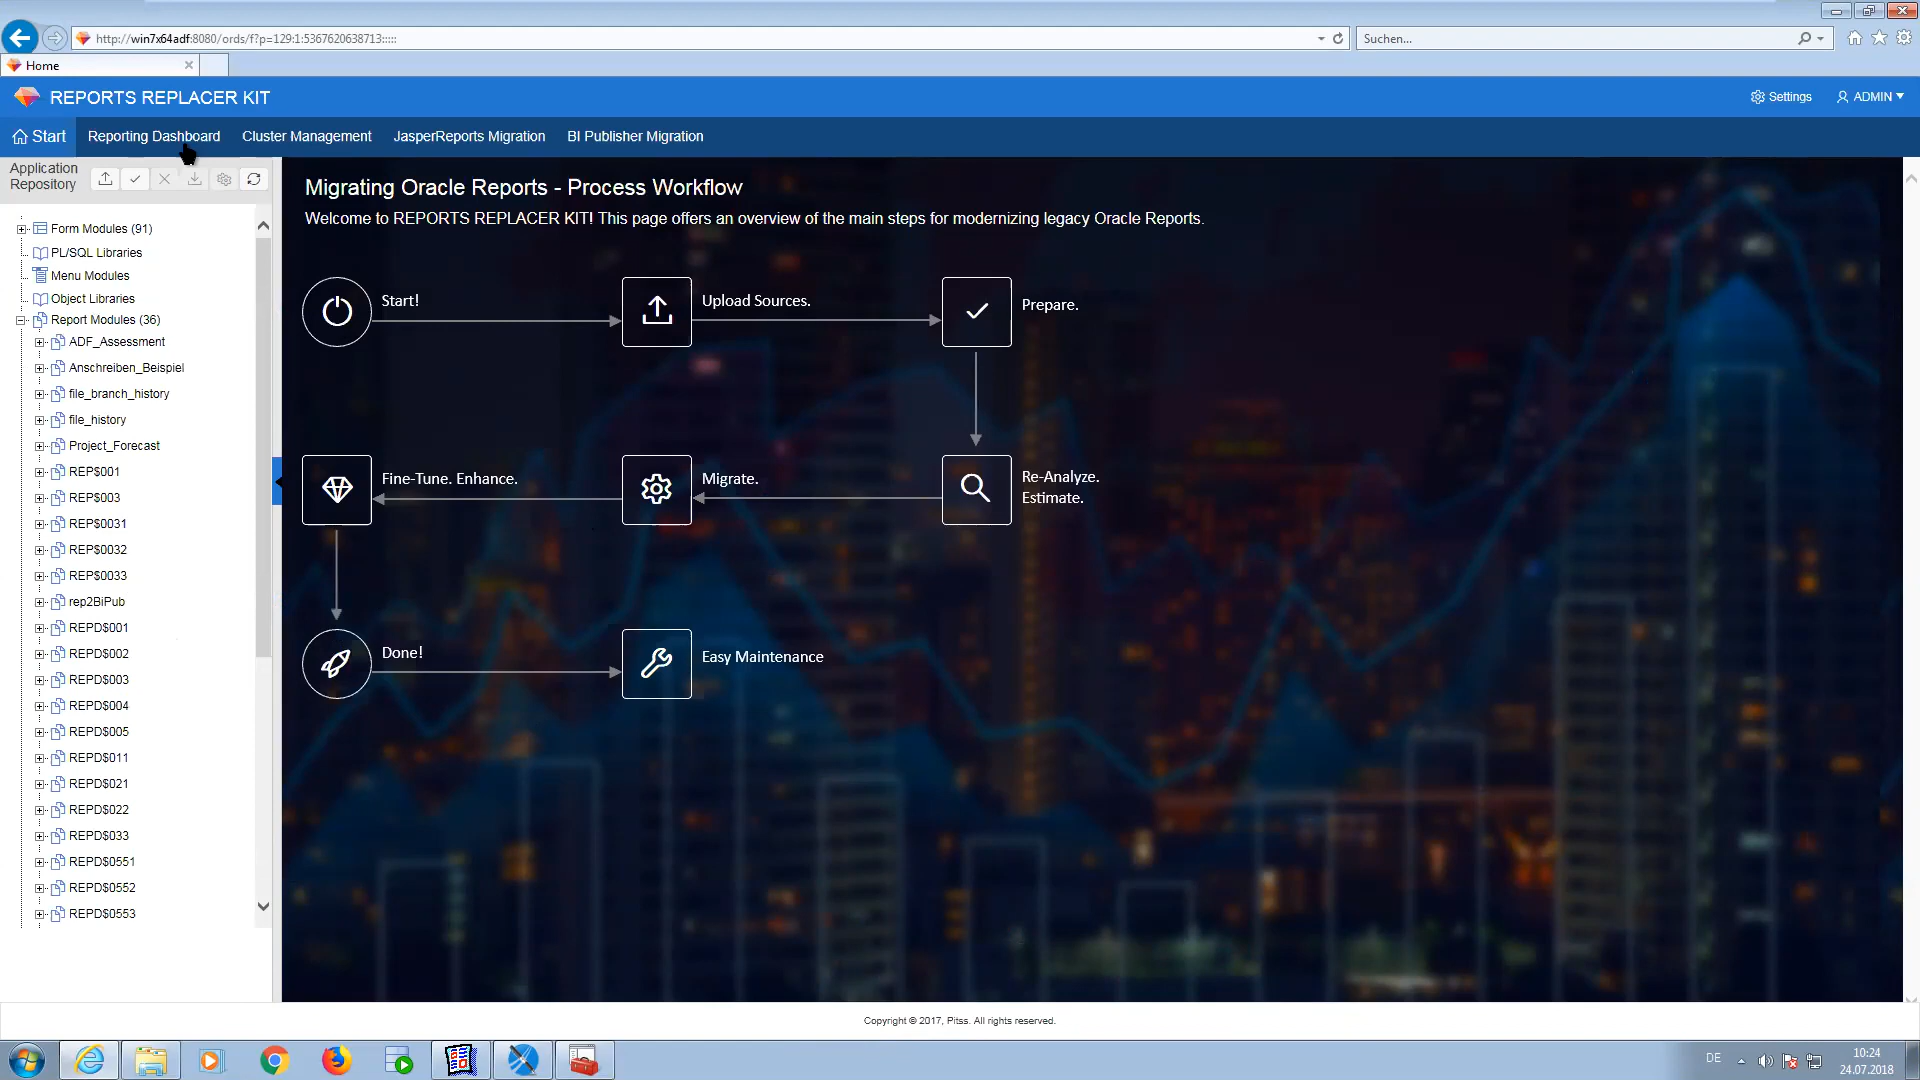 http://win7x64adf:8080/ords/f?p=129:1:5367620638713:::::
Suchen...
Home
REPORTS REPLACER KIT
Settings
ADMIN
Start
Reporting Dashboard
Cluster Management
JasperReports Migration
BI Publisher Migration
Application
Repository
Form Modules (91)
PL/SQL Libraries
Menu Modules
Object Libraries
Report Modules (36)
ADF_Assessment
Anschreiben_Beispiel
file_branch_history
file_history
Project_Forecast
REP$001
REP$003
REP$0031
REP$0032
REP$0033
rep2BiPub
REPD$001
REPD$002
REPD$003
REPD$004
REPD$005
REPD$011
REPD$021
REPD$022
REPD$033
REPD$0551
REPD$0552
REPD$0553
Migrating Oracle Reports - Process Workflow
Welcome to REPORTS REPLACER KIT! This page offers an overview of the main steps for modernizing legacy Oracle Reports.
Start!
Upload Sources.
Prepare.
Fine-Tune. Enhance.
Migrate.
Re-Analyze.
Estimate.
Done!
Easy Maintenance
Copyright © 2017, Pitss. All rights reserved.
DE
10:24
24.07.2018